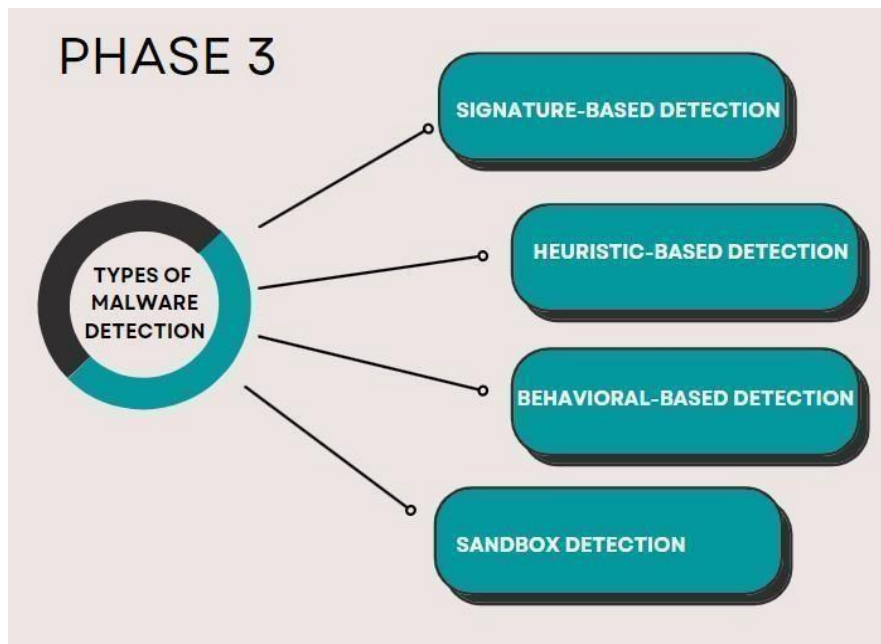 PHASE 3
SIGNATURE-BASED DETECTION
HEURISTIC-BASED DETECTION
TYPES OF
MALWARE
DETECTION
BEHAVIORAL-BASED DETECTION
SANDBOX DETECTION